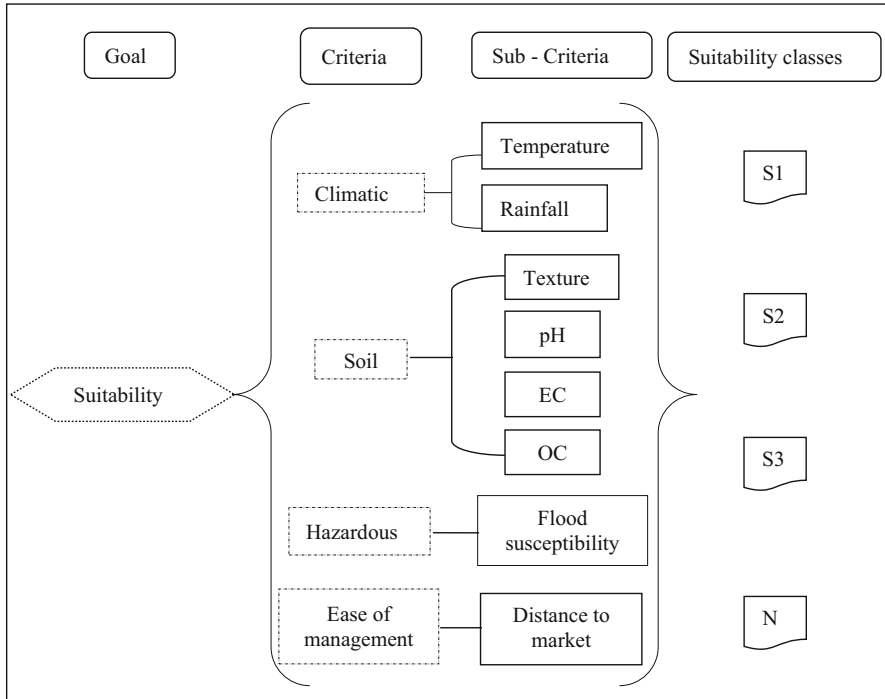 Goal
Criteria
Sub - Criteria
Suitability classes
Suitability
Climatic
Temperature
Rainfall
Soil
Texture
pH
EC
OC
Hazardous
Flood
susceptibility
Ease of
management
Distance to
market
S1
S2
S3
N